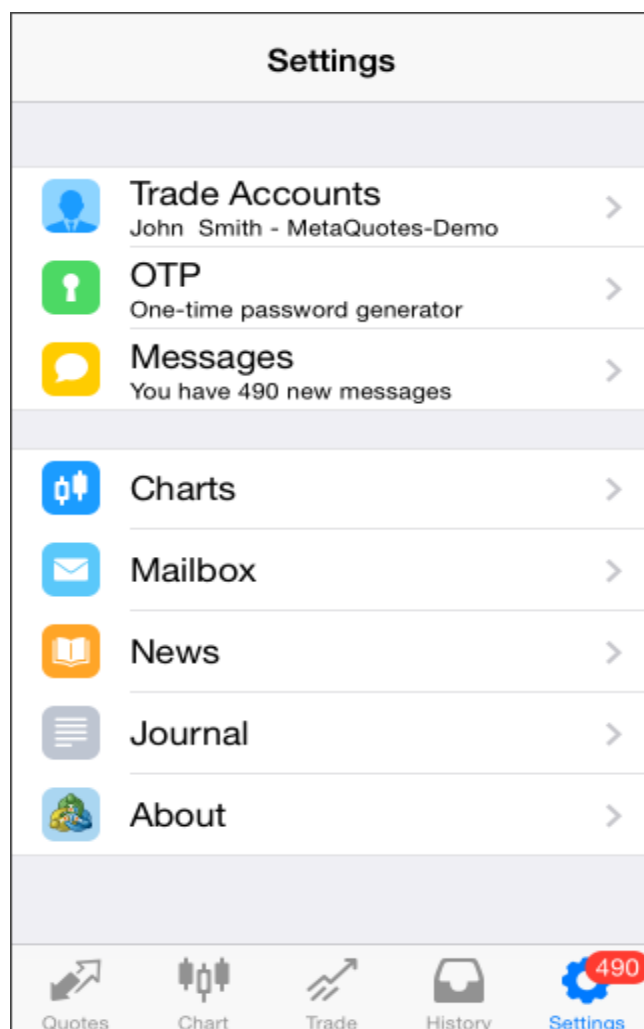 Settings
Trade Accounts
John  Smith - MetaQuotes-Demo
OTP
One-time password generator
Messages
You have 490 new messages
Charts
Mailbox
News
Journal
About
490
Quotes
Chart
Trade
History
Settings